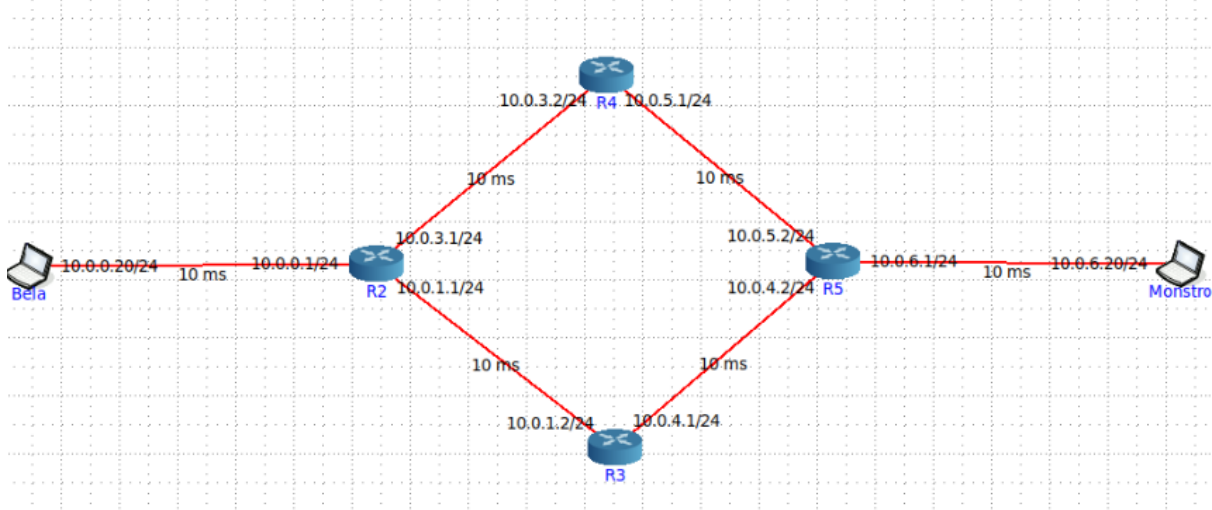 10.0.3.2/24
10.0.5.1/24
R4
10 ms
10 ms
10.0.3.1/24
10.0.5.2/24
10.0.0.20/24
10 ms
10.0.0.1/24
10.0.6.1/24
10 ms
10.0.6.20/24
Bela
R2
10.0.1.1/24
10.0.4.2/24
R5
Monstro
10 ms
10 ms
10.0.1.2/24
10.0.4.1/24
R3